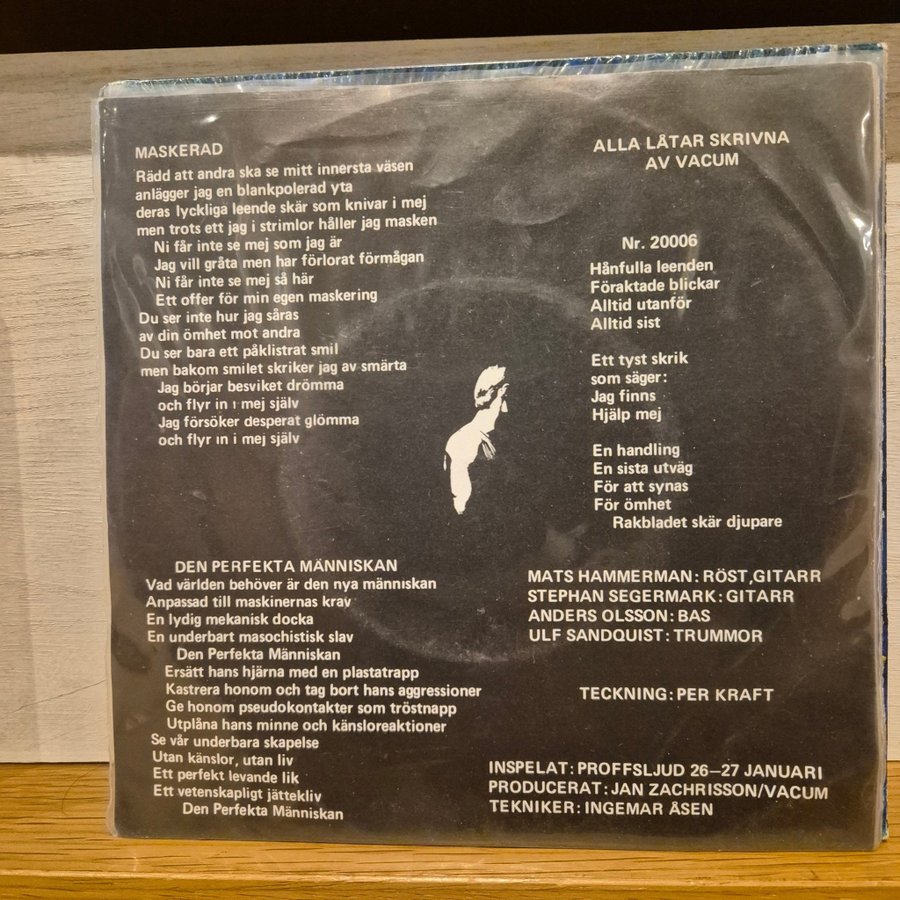 MASKERAD
Rädd att andra ska se mitt innersta väsen
anlägger jag en blankpolerad yta
deras lyckliga leende skär som knivar i mej
men trots ett jag i strimlor håller jag masken
Ni får inte se mej som jag är
Jag vill gråta men har förlorat förmågan
Ni får inte se mej så här
Ett offer för min egen maskering
Du ser inte hur jag såras
av din ömhet mot andra
Du ser bara ett påklistrat smil
men bakom smilet skriker jag av smärta
Jag börjar besviket drömma
och flyr in i mej själv
Jag försöker desperat glömma
och flyr in i mej själv
DEN PERFEKTA MÄNNISKAN
Vad världen behöver är den nya människan
Anpassad till maskinernas krav
En lydig mekanisk docka
En underbart masochistisk slav
Den Perfekta Människan
Ersätt hans hjärna med en plastatrapp
Kastrera honom och tag bort hans aggressioner
Ge honom pseudokontakter som tröstnapp
Utplåna hans minne och känsloreaktioner
Se vår underbara skapelse
Utan känslor, utan liv
Ett perfekt levande lik
Ett vetenskapligt jättekliv
Den Perfekta Människan
ALLA LÅTAR SKRIVNA
AV VACUM
Nr. 20006
Hånfulla leenden
Föraktade blickar
Alltid utanför
Alltid sist
Ett tyst skrik
som säger:
Jag finns
Hjälp mej
En handling
En sista utväg
För att synas
För ömhet
Rakbladet skär djupare
MATS HAMMERMAN: RÖST,GITARR
STEPHAN SEGERMARK: GITARR
ANDERS OLSSON: BAS
ULF SANDQUIST: TRUMMOR
TECKNING: PER KRAFT
INSPELAT: PROFFSLJUD 26–27 JANUARI
PRODUCERAT: JAN ZACHRISSON/VACUM
TEKNIKER: INGEMAR ÅSEN